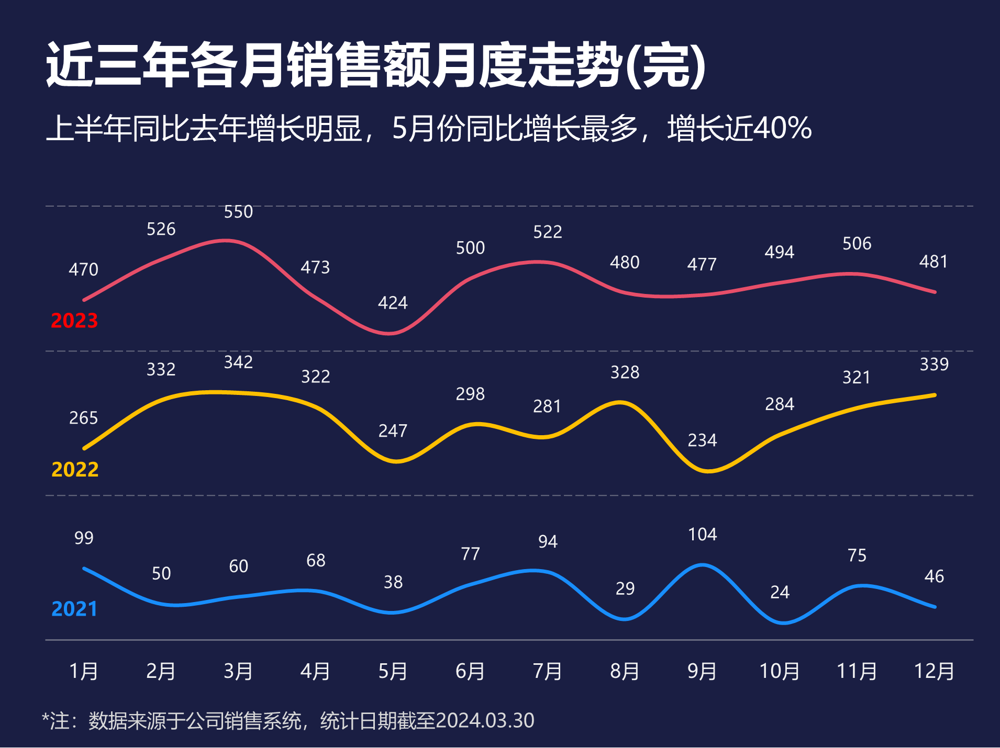 近三年各月销售额月度走势(完)
上半年同比去年增长明显，5月份同比增长最多，增长近40%
470 526 550 473 424 500 522 480 477 494 506 481
2023
265 332 342 322 247 298 281 328 234 284 321 339
2022
99 50 60 68 38 77 94 29 104 24 75 46
2021
1月 2月 3月 4月 5月 6月 7月 8月 9月 10月 11月 12月
*注：数据来源于公司销售系统，统计日期截至2024.03.30